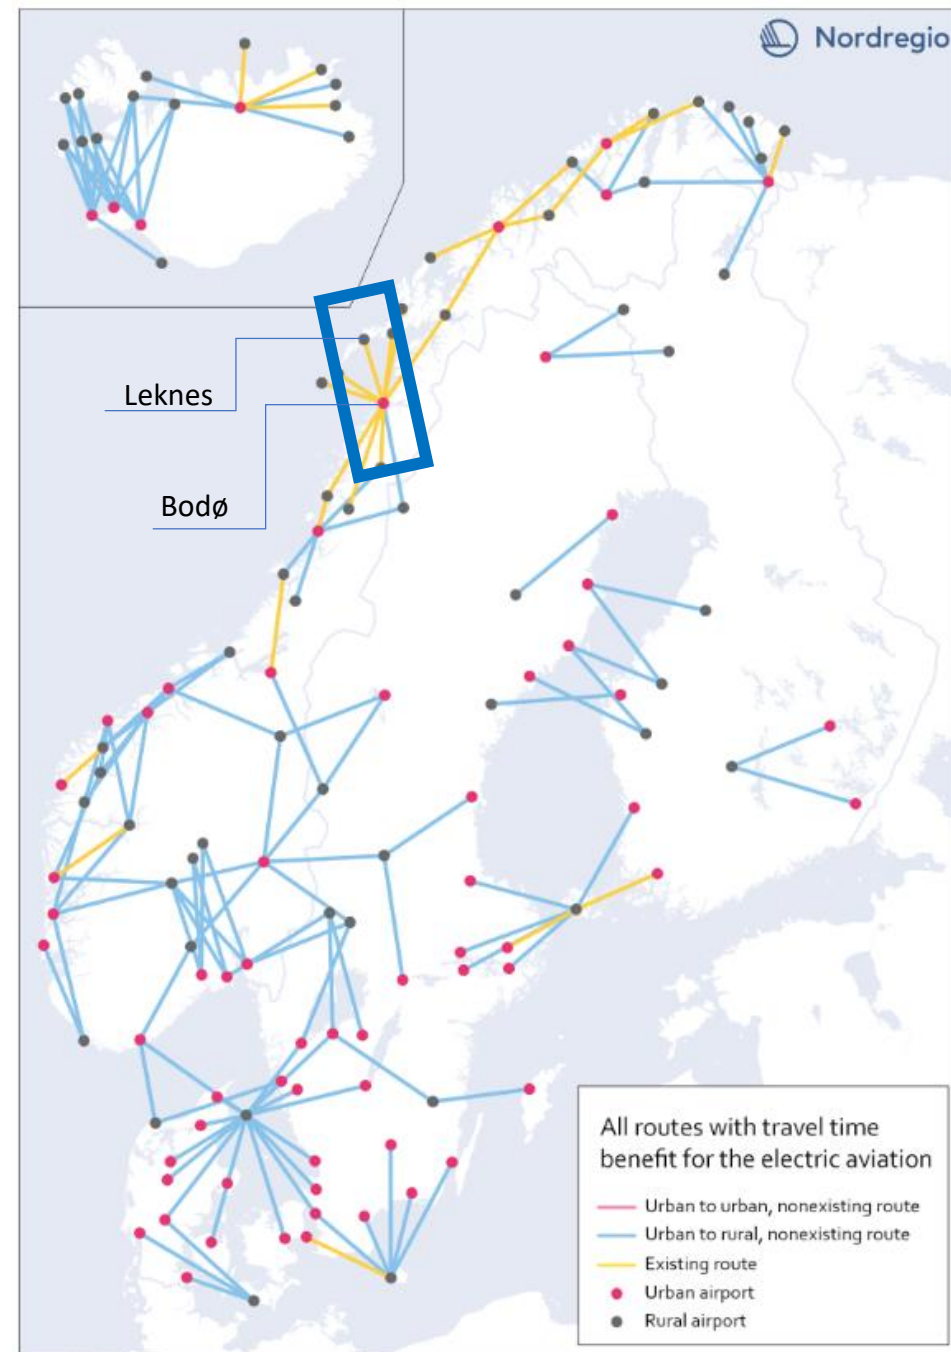 Nordregio
Leknes
Bodø
All routes with travel time
benefit for the electric aviation
Urban to urban, nonexisting route
Urban to rural, nonexisting route
Existing route
Urban airport
Rural airport